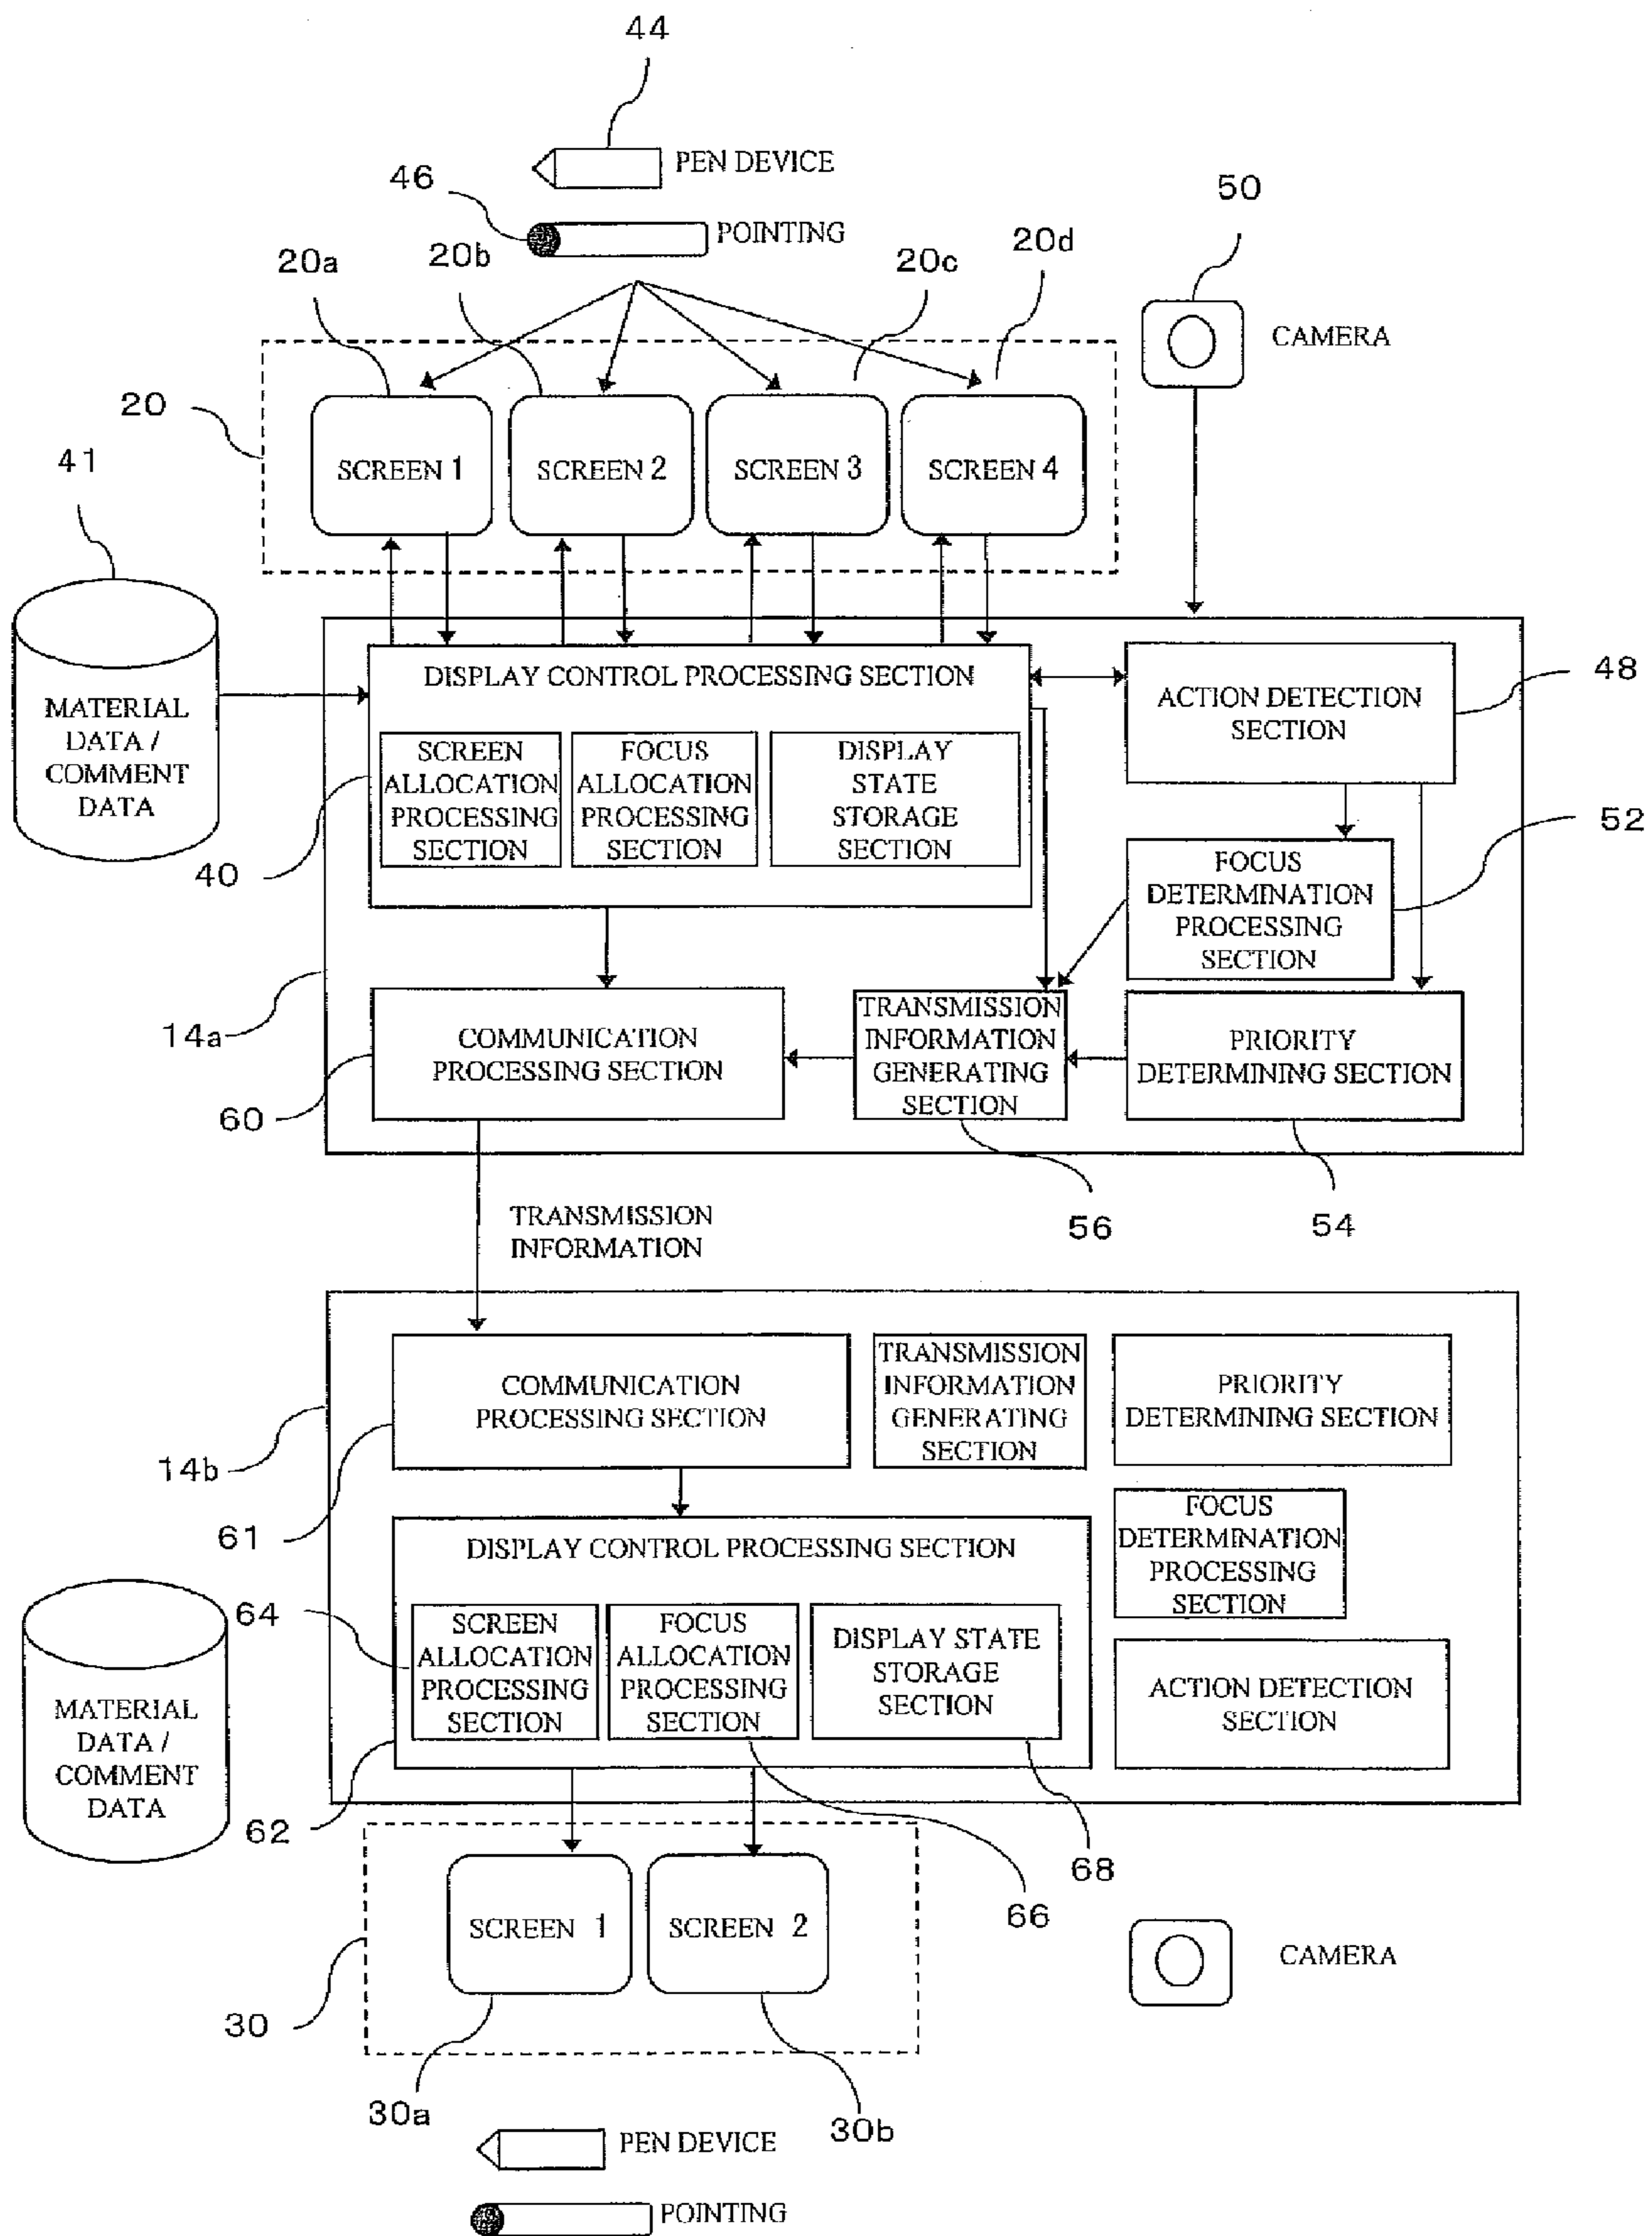 44
PEN DEVICE
46
POINTING
50
20a
20b
20c
20d
CAMERA
20
SCREEN 1
SCREEN 2
SCREEN 3
SCREEN 4
41
MATERIAL
DATA /
COMMENT
DATA
DISPLAY CONTROL PROCESSING SECTION
SCREEN
ALLOCATION
PROCESSING
SECTION
FOCUS
ALLOCATION
PROCESSING
SECTION
DISPLAY
STATE
STORAGE
SECTION
40
ACTION DETECTION
SECTION
48
FOCUS
DETERMINATION
PROCESSING
SECTION
52
14a
COMMUNICATION
PROCESSING SECTION
60
TRANSMISSION
INFORMATION
GENERATING
SECTION
56
PRIORITY
DETERMINING SECTION
54
TRANSMISSION
INFORMATION
COMMUNICATION
PROCESSING SECTION
TRANSMISSION
INFORMATION
GENERATING
SECTION
PRIORITY
DETERMINING SECTION
14b
61
FOCUS
DETERMINATION
PROCESSING
SECTION
DISPLAY CONTROL PROCESSING SECTION
64
SCREEN
ALLOCATION
PROCESSING
SECTION
FOCUS
ALLOCATION
PROCESSING
SECTION
DISPLAY STATE
STORAGE
SECTION
ACTION DETECTION
SECTION
MATERIAL
DATA /
COMMENT
DATA
62
68
66
SCREEN 1
SCREEN 2
CAMERA
30
30a
30b
PEN DEVICE
POINTING